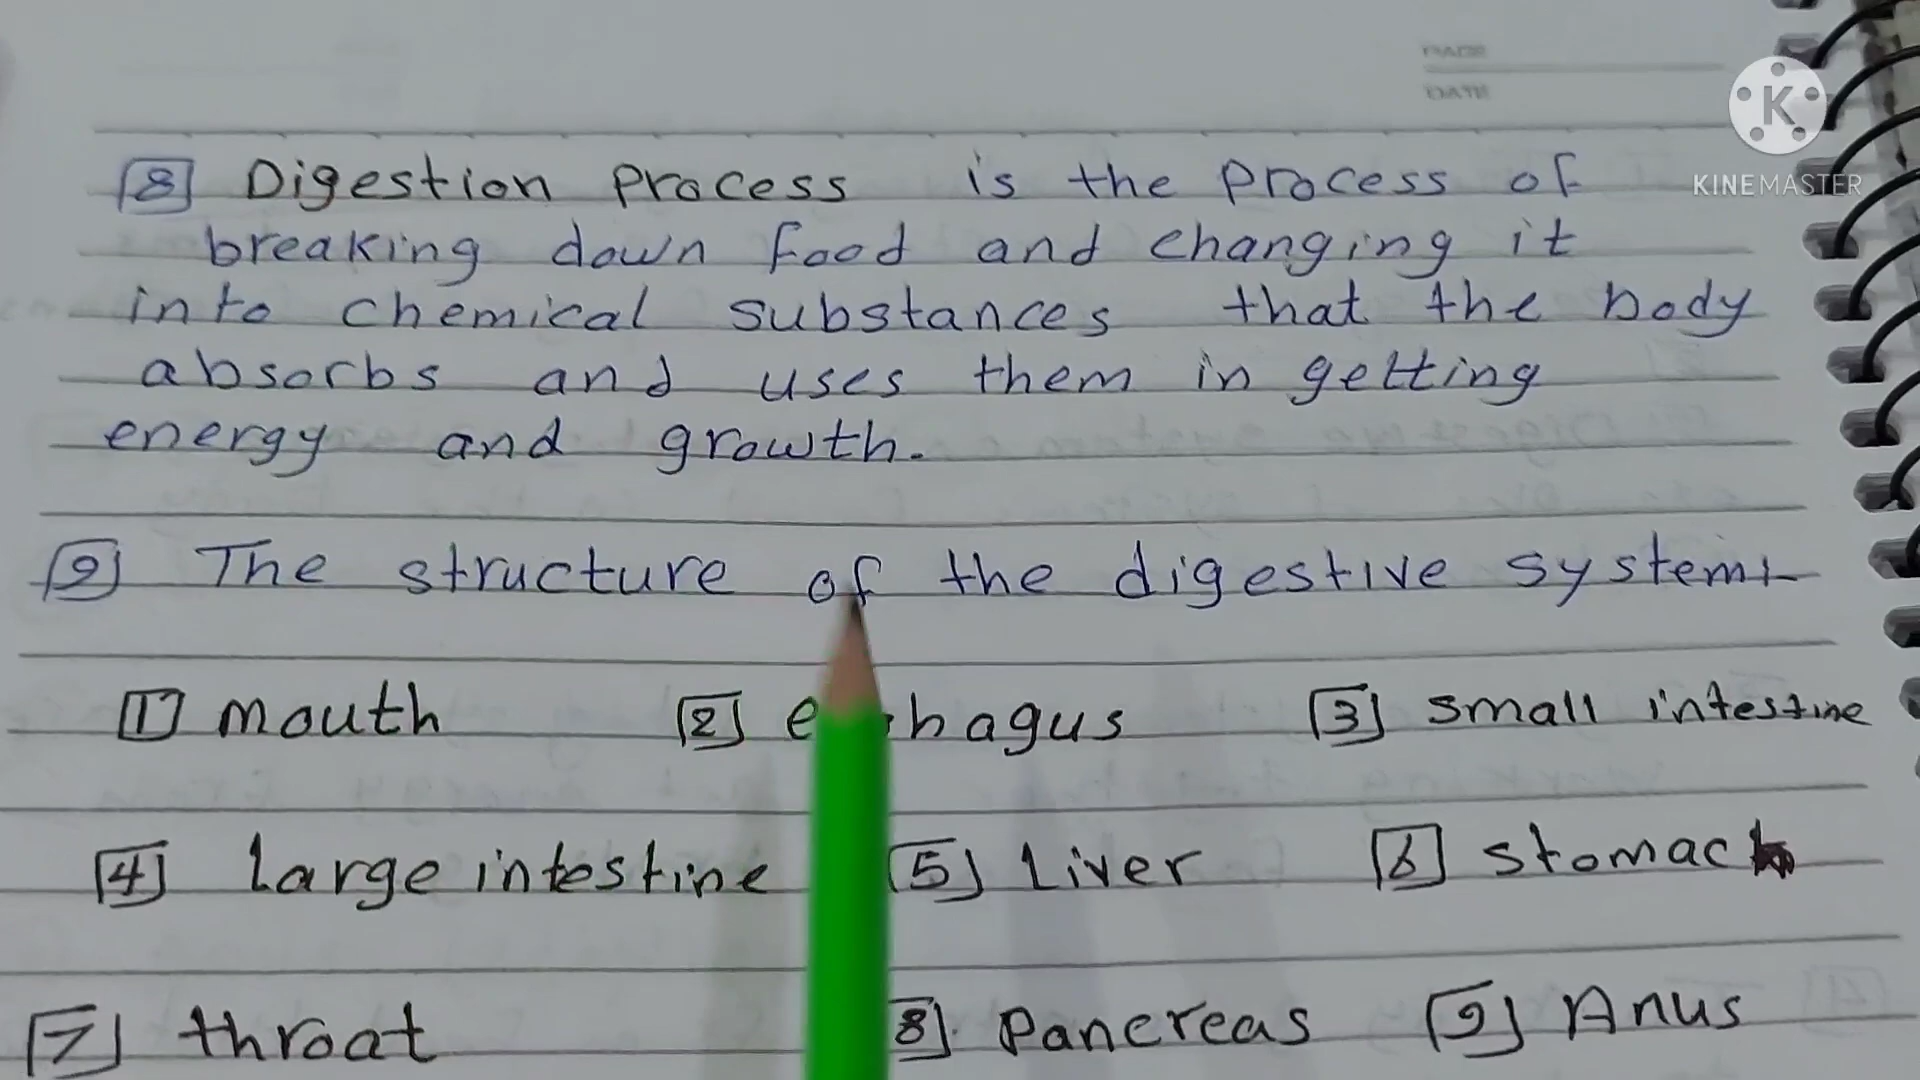 PAGE
DATE
KINEMASTER
8 Digestion process is the process of
breaking down food and changing it
into chemical substances that the body
absorbs and uses them in getting
energy and growth.
9 The structure of the digestive system:-
1 mouth 2 3 small intestine
4 large intestine 5 Liver 6 stomach
7 throat 8. Pancreas 9 Anus